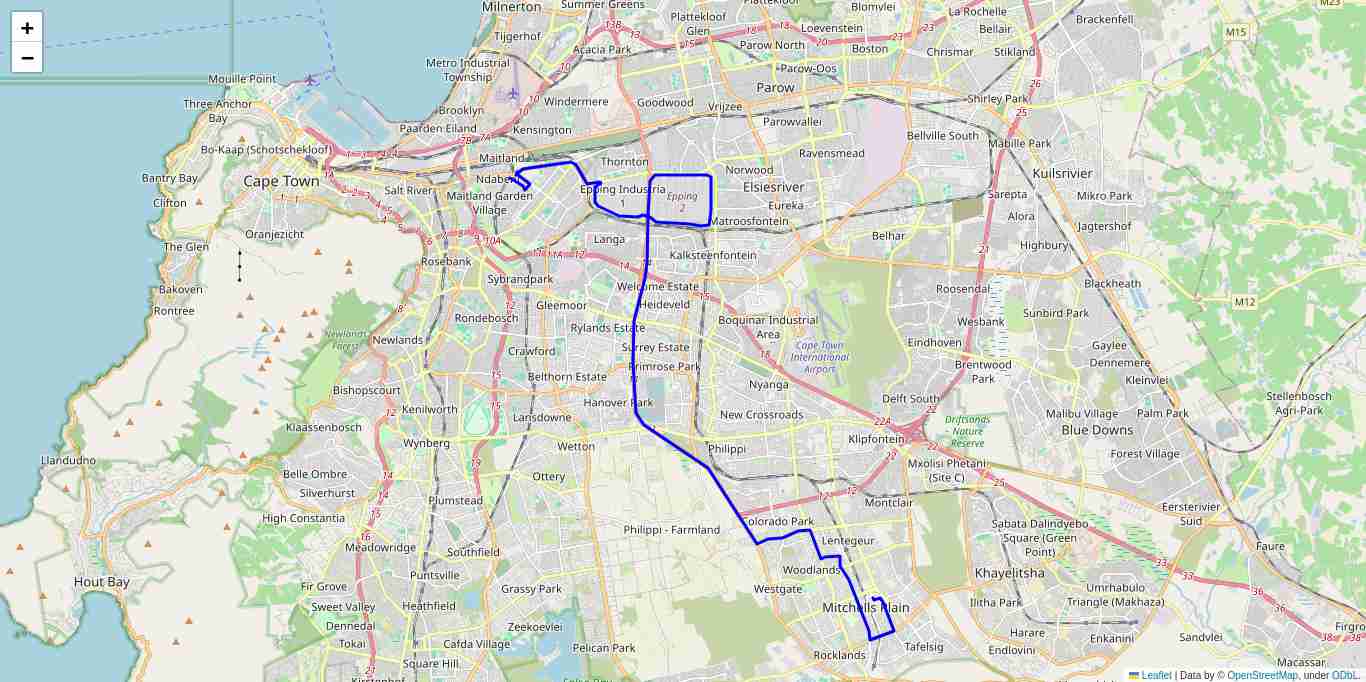 +
−
Milnerton
Summer Greens
Plattekloof
Plattekloof
Glen
Blomvlei
La Rochelle
M23
Tijgerhof
Acacia Park
Loevenstein
Bellair
Brackenfell
M15
Parow North
Boston
Chrismar
Stikland
Metro Industrial
Township
Parow-Oos
Mouille Point
Parow
Three Anchor
Bay
Brooklyn
Windermere
Goodwood
Vrijzee
Shirley Park
Paarden Eiland
Kensington
Parowvallei
Bellville South
Mabille Park
Bo-Kaap (Schotschekloof)
Maitland
Thornton
Ravensmead
Norwood
Kuilsrivier
Bantry Bay
Cape Town
Salt River
Epping Industria
1
Epping
2
Elsiesriver
Sarepta
Mikro Park
Clifton
Maitland Garden
Village
Eureka
Alora
Matroosfontein
Jagtershof
Oranjezicht
Langa
Belhar
Highbury
The Glen
10A
11A
Kalksteenfontein
Rosebank
Sybrandpark
Welcome Estate
Roosendal
Blackheath
Bakoven
Rontree
Gleemoor
Heideveld
M12
Rondebosch
Rylands Estate
Boquinar Industrial
Area
Wesbank
Sunbird Park
Newlands
Forest
Newlands
Crawford
Surrey Estate
Cape Town
International
Airport
Eindhoven
Gaylee
Primrose Park
Brentwood
Park
Dennemere
Bishopscourt
Belthorn Estate
Nyanga
Kleinvlei
Kenilworth
Hanover Park
Delft South
Stellenbosch
Agri-Park
Klaassenbosch
Lansdowne
New Crossroads
Malibu Village
Palm Park
Driftsands
- Nature
Reserve
Blue Downs
Wynberg
Wetton
Philippi
Klipfontein
22A
Forest Village
Llandudno
Belle Ombre
Ottery
Mxolisi Phetani
(Site C)
Silverhurst
Plumstead
Montclair
Eersterivier
Suid
High Constantia
Philippi - Farmland
Colorado Park
Sabata Dalindyebo
Square (Green
Point)
Meadowridge
Southfield
Lentegeur
Faure
Hout Bay
Puntsville
Woodlands
Khayelitsha
Fir Grove
Grassy Park
Westgate
Umrhabulo
Triangle (Makhaza)
Sweet Valley
Heathfield
Mitchells Plain
Ilitha Park
Dennedal
Zeekoevlei
Harare
Enkanini
Sandvlei
Firgro
Tokai
Cafda Village
Pelican Park
Tafelsig
Endlovini
Square Hill
Rocklands
Macassar
Leaflet | Data by © OpenStreetMap, under ODbL.